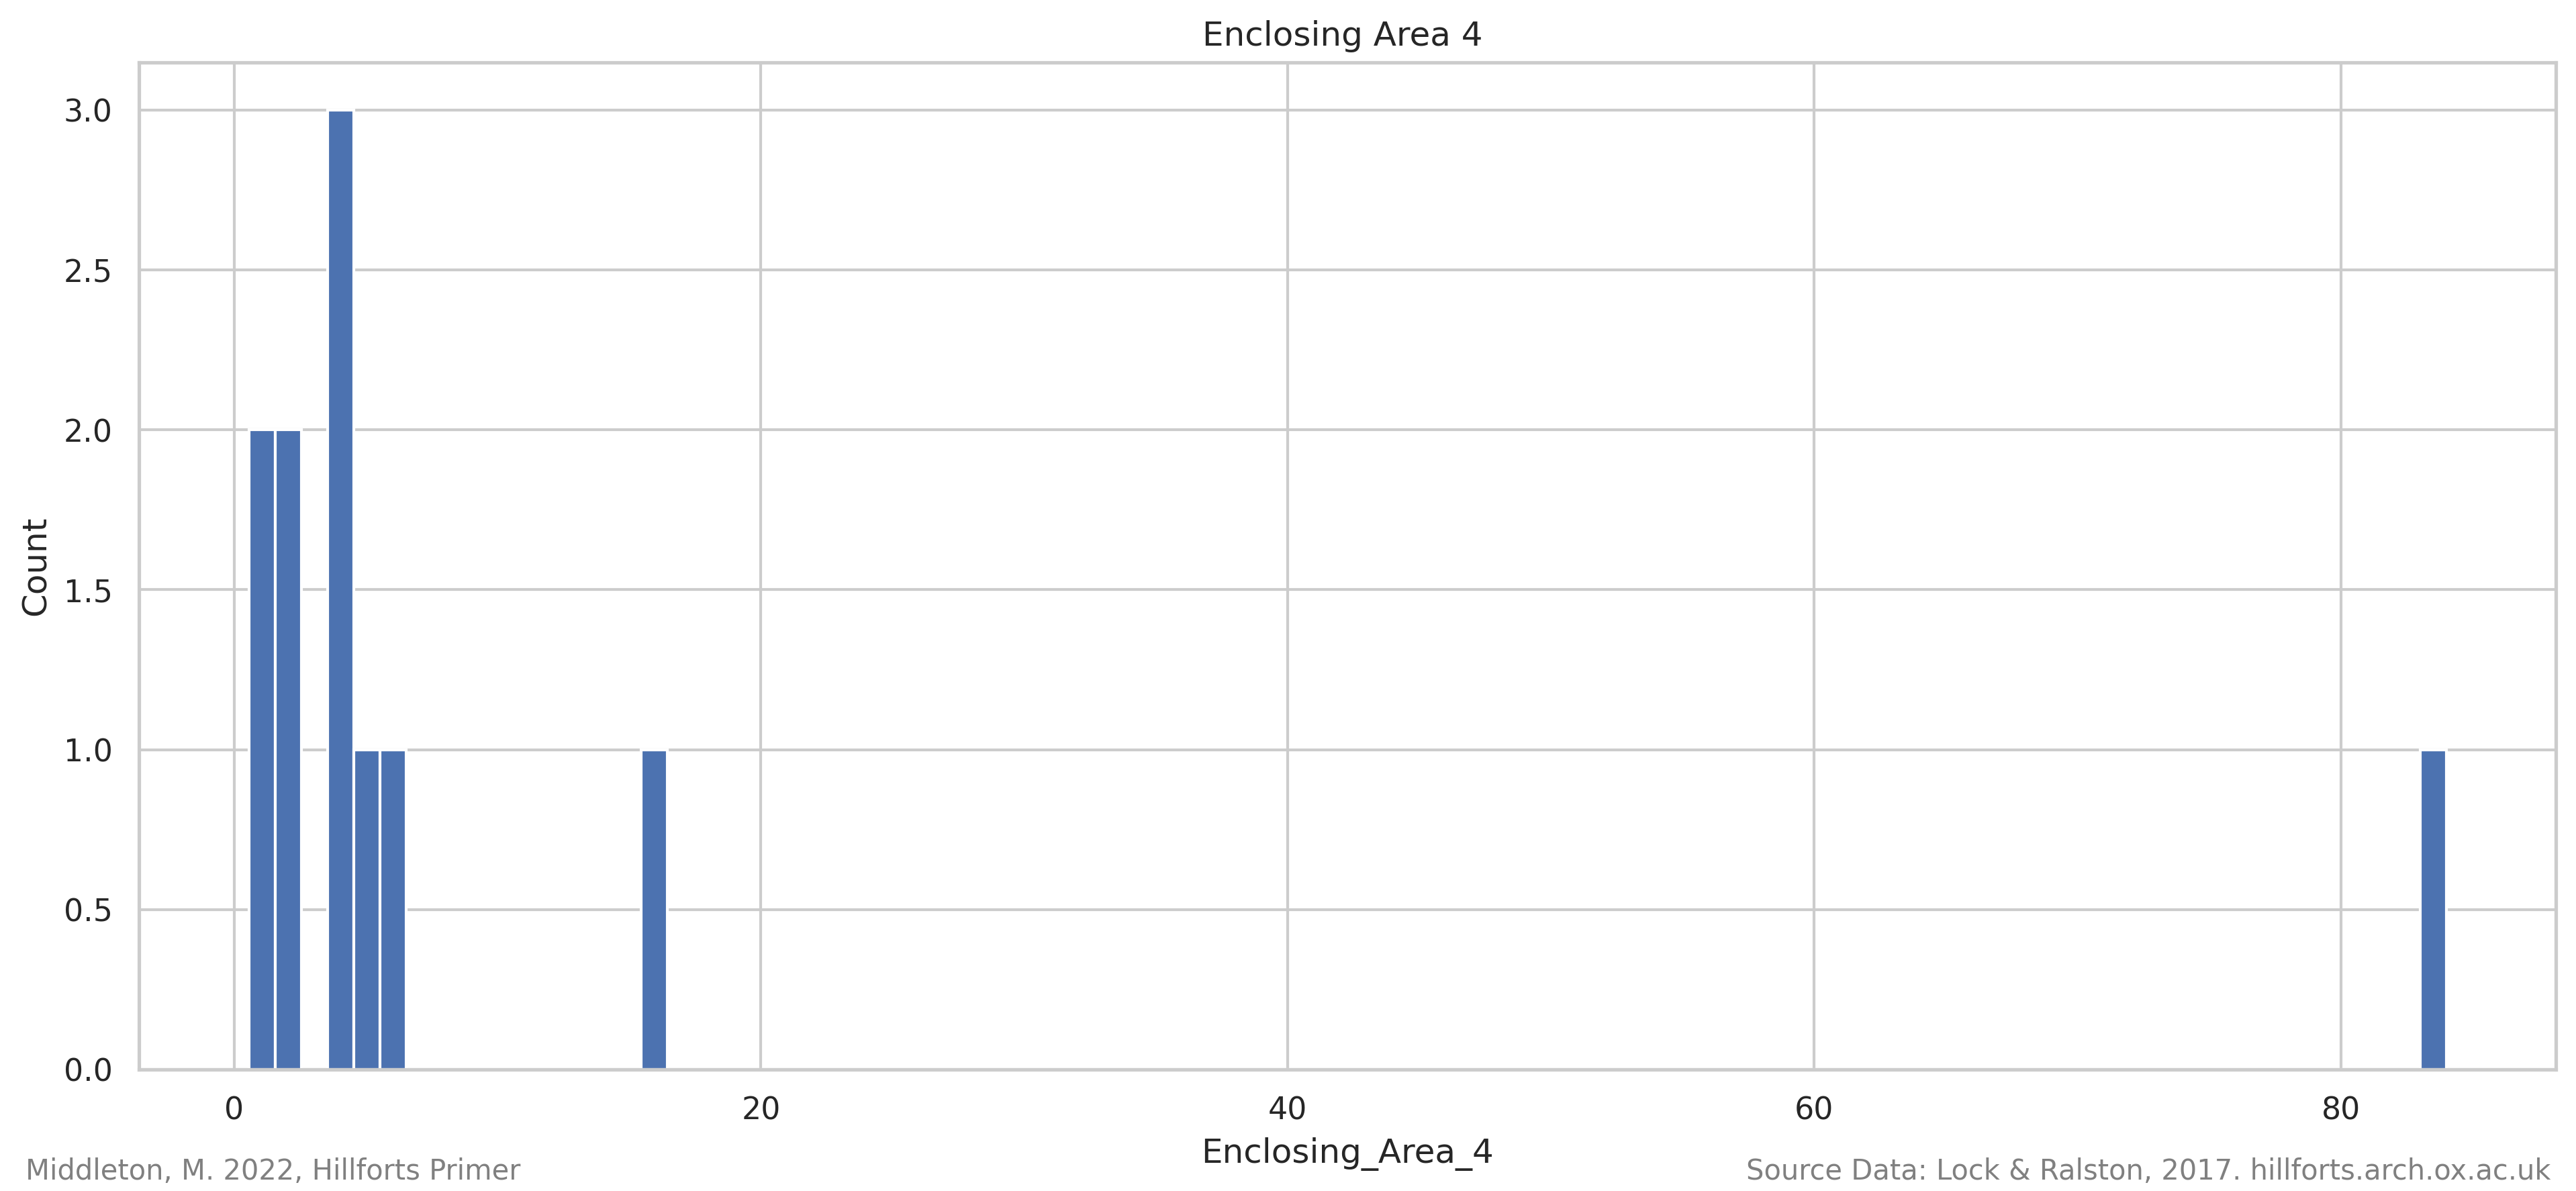 Enclosing Area 4
3.0
2.5
2.0
1.5
1.0
0.5
0.0
Count
0 20 40 60 80
Enclosing_Area_4
Middleton, M. 2022, Hillforts Primer
Source Data: Lock & Ralston, 2017. hillforts.arch.ox.ac.uk